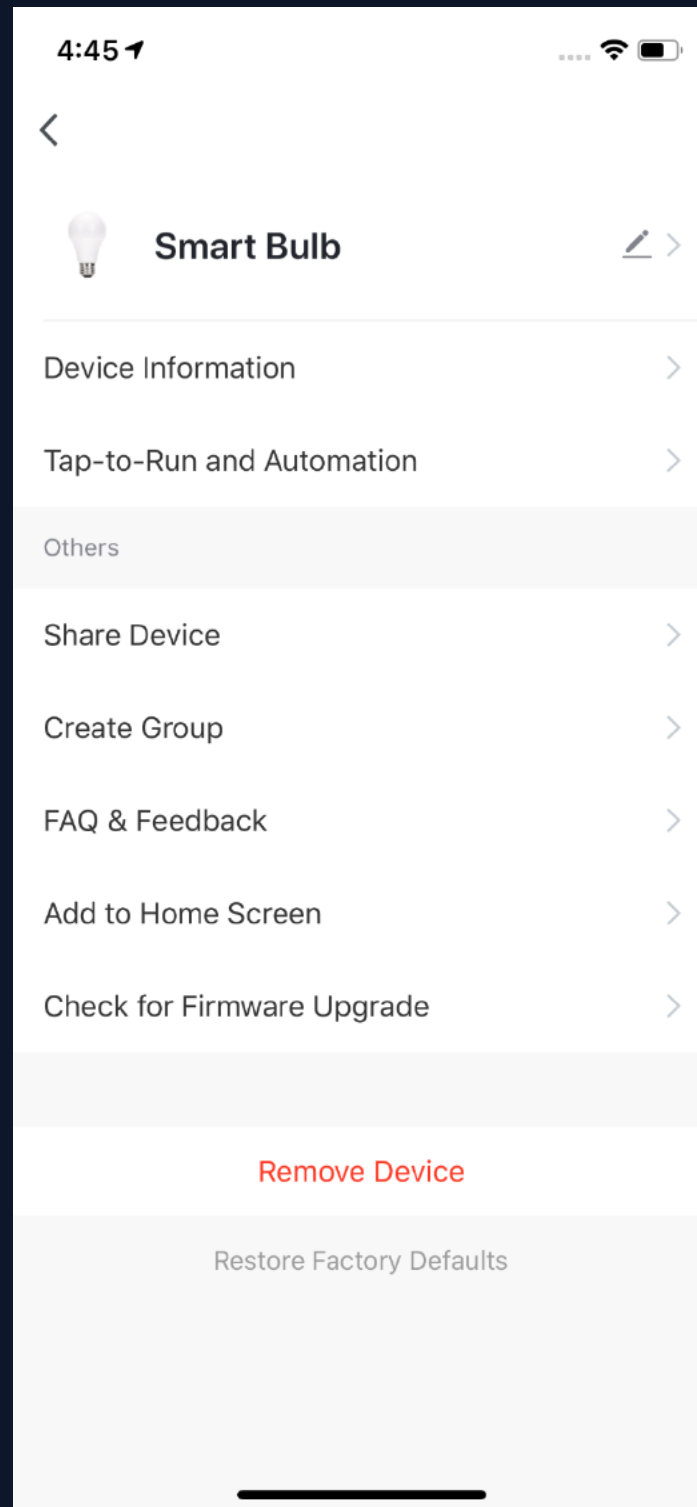 4:45
Smart Bulb
Device Information
Tap-to-Run and Automation
Others
Share Device
Create Group
FAQ & Feedback
Add to Home Screen
Check for Firmware Upgrade
Remove Device
Restore Factory Defaults